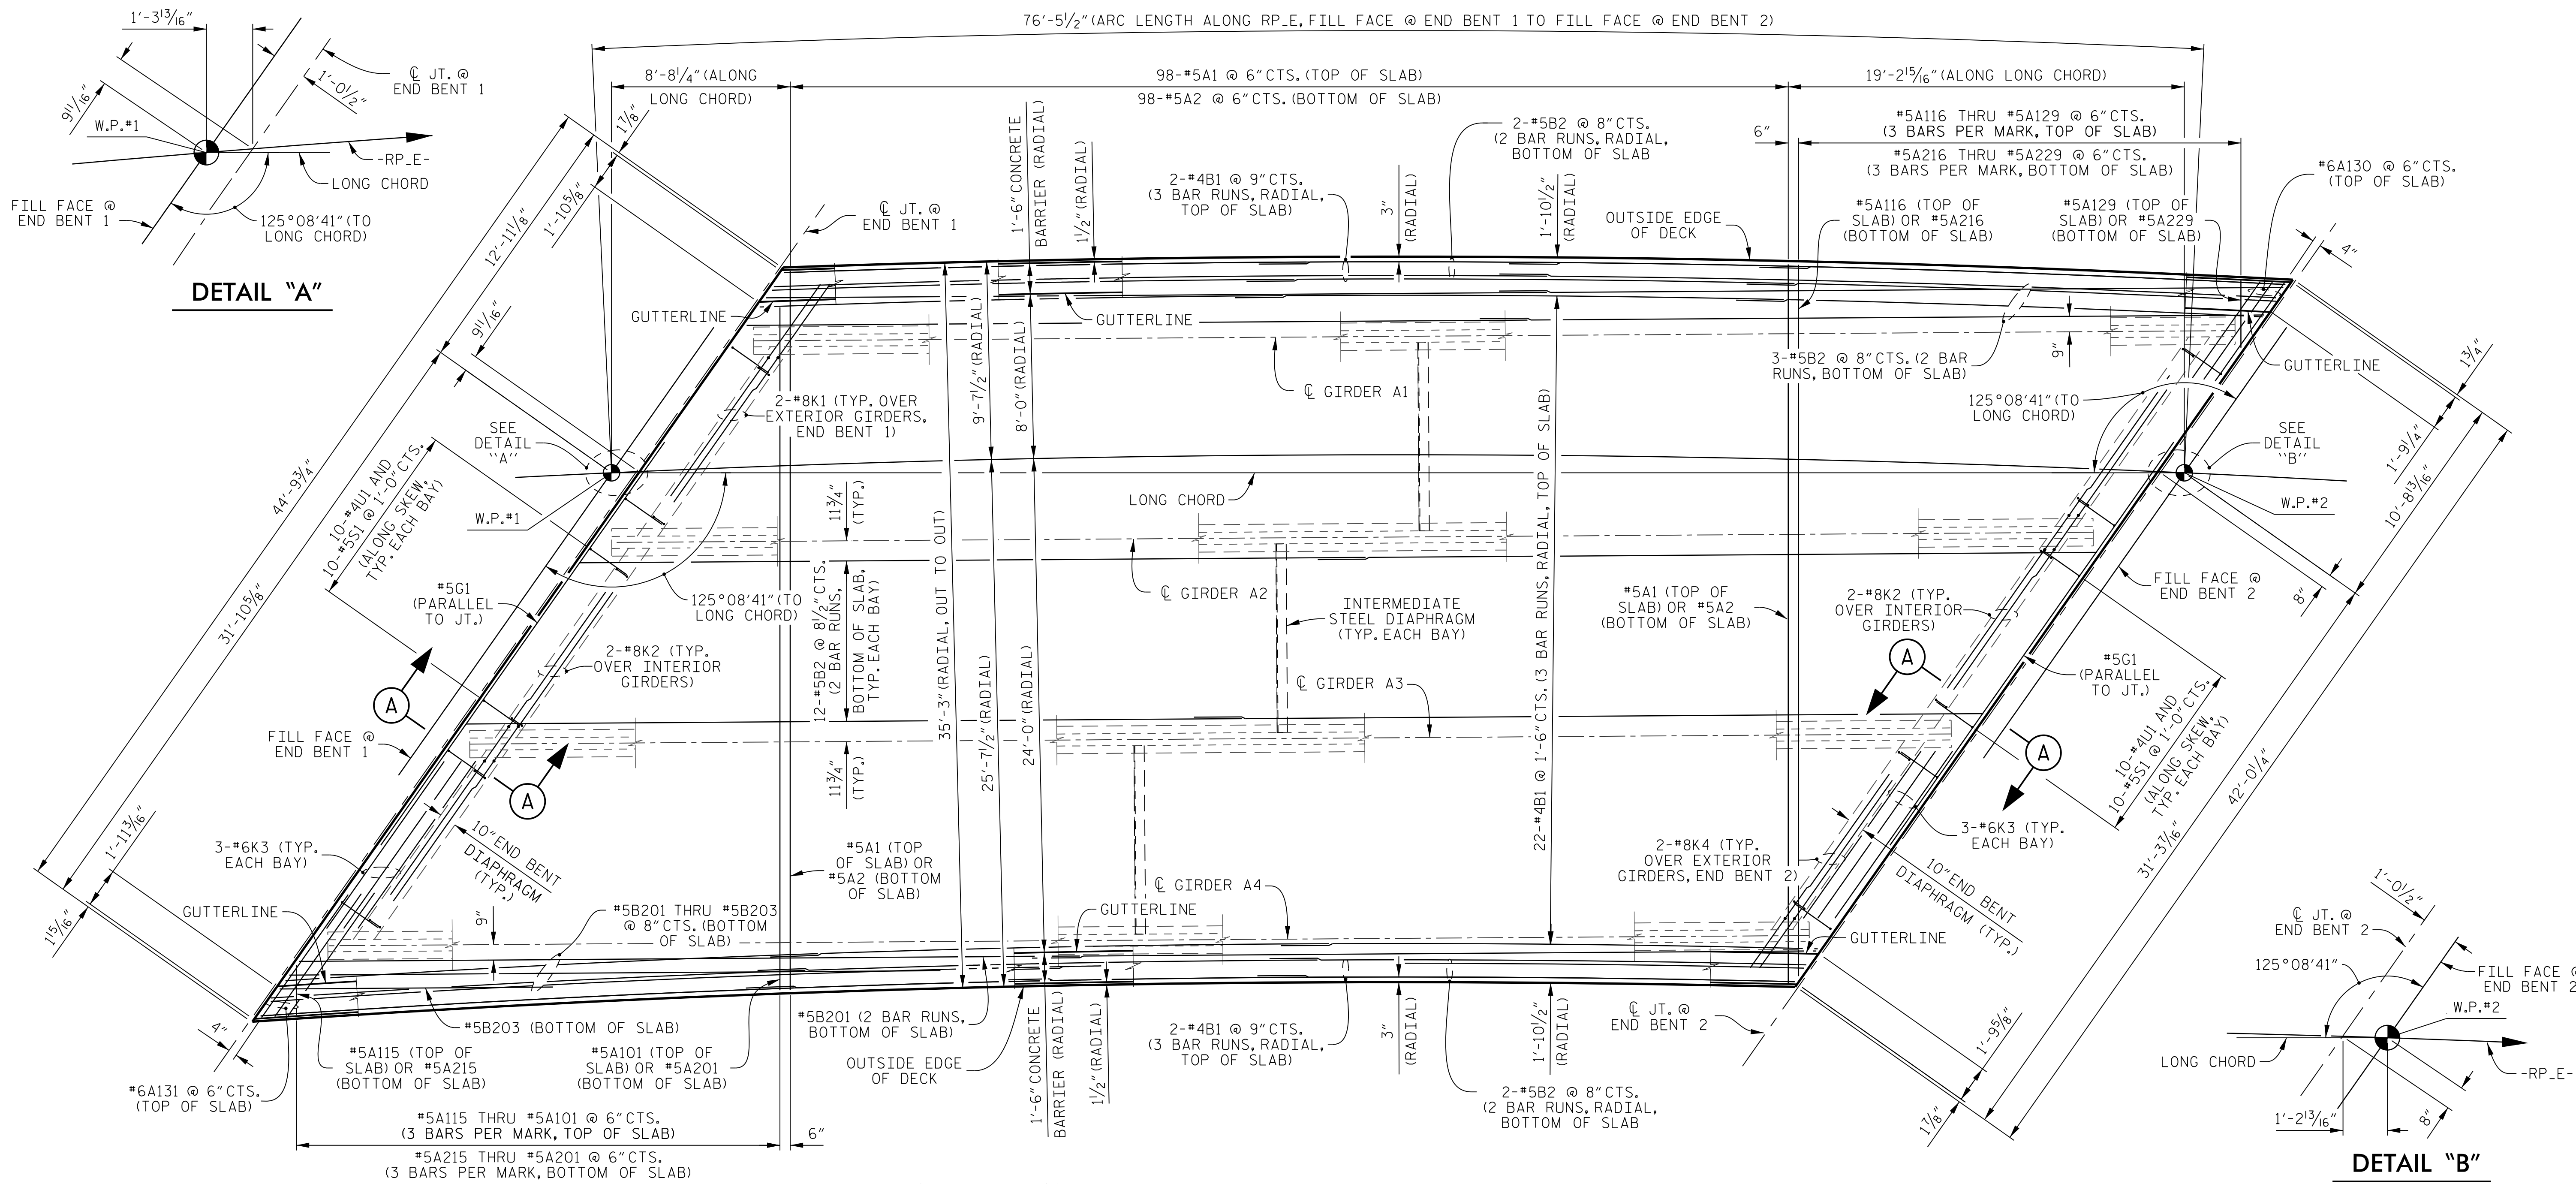 76'-5½" (ARC LENGTH ALONG RP_E, FILL FACE @ END BENT 1 TO FILL FACE @ END BENT 2)
1'-3¹³⁄₁₆"
9¹¹⁄₁₆"
1'-0½"
℄ JT. @
END BENT 1
W.P.#1
-RP_E-
LONG CHORD
FILL FACE @
END BENT 1
125°08'41" (TO
LONG CHORD)
DETAIL "A"
8'-8¼" (ALONG
LONG CHORD)
98-#5A1 @ 6" CTS. (TOP OF SLAB)
98-#5A2 @ 6" CTS. (BOTTOM OF SLAB)
19'-2¹⁵⁄₁₆" (ALONG LONG CHORD)
6"
#5A116 THRU #5A129 @ 6" CTS.
(3 BARS PER MARK, TOP OF SLAB)
#5A216 THRU #5A229 @ 6" CTS.
(3 BARS PER MARK, BOTTOM OF SLAB)
#6A130 @ 6" CTS.
(TOP OF SLAB)
1⅞"
1'-10⅝"
12'-11⅛"
9¹¹⁄₁₆"
44'-9¾"
31'-10⅝"
1'-11¹³⁄₁₆"
1¹⁵⁄₁₆"
4"
℄ JT. @
END BENT 1
1'-6" CONCRETE
BARRIER (RADIAL)
1½" (RADIAL)
2-#4B1 @ 9" CTS.
(3 BAR RUNS, RADIAL,
TOP OF SLAB)
3"
(RADIAL)
2-#5B2 @ 8" CTS.
(2 BAR RUNS, RADIAL,
BOTTOM OF SLAB
1'-10½"
(RADIAL)
OUTSIDE EDGE
OF DECK
#5A116 (TOP OF
SLAB) OR #5A216
(BOTTOM OF SLAB)
#5A129 (TOP OF
SLAB) OR #5A229
(BOTTOM OF SLAB)
4"
GUTTERLINE
GUTTERLINE
9'-7½" (RADIAL)
8'-0" (RADIAL)
℄ GIRDER A1
3-#5B2 @ 8" CTS. (2 BAR
RUNS, BOTTOM OF SLAB)
9"
GUTTERLINE
1¾"
1'-9¼"
10'-8¹³⁄₁₆"
8"
42'-0¼"
31'-3⁷⁄₁₆"
1'-9⅝"
1⅞"
2-#8K1 (TYP. OVER
EXTERIOR GIRDERS,
END BENT 1)
SEE
DETAIL
"A"
125°08'41" (TO
LONG CHORD)
SEE
DETAIL
"B"
10-#4U1 AND
10-#5S1 @ 1'-0" CTS.
(ALONG SKEW,
TYP. EACH BAY)
W.P.#1
LONG CHORD
W.P.#2
11¾"
(TYP.)
℄ GIRDER A2
125°08'41" (TO
LONG CHORD)
12-#5B2 @ 8½" CTS.
(2 BAR RUNS,
BOTTOM OF SLAB,
TYP. EACH BAY)
35'-3" (RADIAL, OUT TO OUT)
25'-7½" (RADIAL)
24'-0" (RADIAL)
22-#4B1 @ 1'-6" CTS. (3 BAR RUNS, RADIAL, TOP OF SLAB)
INTERMEDIATE
STEEL DIAPHRAGM
(TYP. EACH BAY)
#5A1 (TOP OF
SLAB) OR #5A2
(BOTTOM OF SLAB)
2-#8K2 (TYP.
OVER INTERIOR
GIRDERS)
FILL FACE @
END BENT 2
#5G1
(PARALLEL
TO JT.)
2-#8K2 (TYP.
OVER INTERIOR
GIRDERS)
A
A
#5G1
(PARALLEL
TO JT.)
℄ GIRDER A3
A
A
FILL FACE @
END BENT 1
11¾"
(TYP.)
10-#4U1 AND
10-#5S1 @ 1'-0" CTS.
(ALONG SKEW,
TYP. EACH BAY)
3-#6K3 (TYP.
EACH BAY)
10" END BENT
DIAPHRAGM
(TYP.)
#5A1 (TOP
OF SLAB) OR
#5A2 (BOTTOM
OF SLAB)
2-#8K4 (TYP.
OVER EXTERIOR
GIRDERS, END BENT 2)
3-#6K3 (TYP.
EACH BAY)
10" END BENT
DIAPHRAGM (TYP.)
℄ GIRDER A4
GUTTERLINE
GUTTERLINE
9"
#5B201 THRU #5B203
@ 8" CTS. (BOTTOM
OF SLAB)
GUTTERLINE
#5B203 (BOTTOM OF SLAB)
#5B201 (2 BAR RUNS,
BOTTOM OF SLAB)
#5A115 (TOP OF
SLAB) OR #5A215
(BOTTOM OF SLAB)
#5A101 (TOP OF
SLAB) OR #5A201
(BOTTOM OF SLAB)
OUTSIDE EDGE
OF DECK
1'-6" CONCRETE
BARRIER (RADIAL)
1½" (RADIAL)
2-#4B1 @ 9" CTS.
(3 BAR RUNS, RADIAL,
TOP OF SLAB)
3"
(RADIAL)
1'-10½"
(RADIAL)
2-#5B2 @ 8" CTS.
(2 BAR RUNS, RADIAL,
BOTTOM OF SLAB
℄ JT. @
END BENT 2
#6A131 @ 6" CTS.
(TOP OF SLAB)
#5A115 THRU #5A101 @ 6" CTS.
(3 BARS PER MARK, TOP OF SLAB)
#5A215 THRU #5A201 @ 6" CTS.
(3 BARS PER MARK, BOTTOM OF SLAB)
6"
1'-0½"
℄ JT. @
END BENT 2
125°08'41"
FILL FACE @
END BENT 2
W.P.#2
LONG CHORD
-RP_E-
1'-2¹³⁄₁₆"
8"
DETAIL "B"